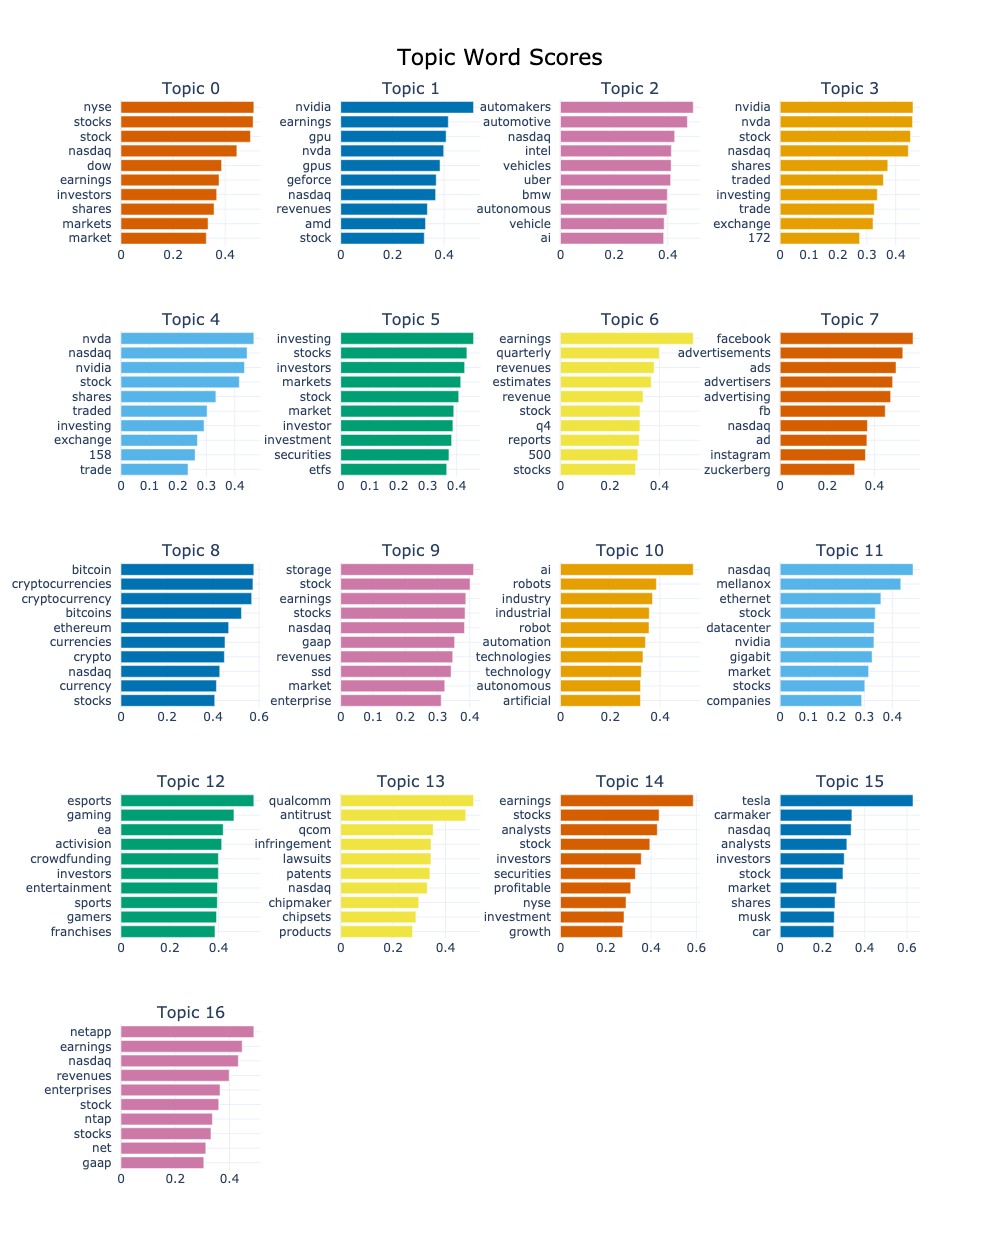 Topic Word Scores
Topic 0
nyse
stocks
stock
nasdaq
dow
earnings
investors
shares
markets
market
0 0.2 0.4
Topic 1
nvidia
earnings
gpu
nvda
gpus
geforce
nasdaq
revenues
amd
stock
0 0.2 0.4
Topic 2
automakers
automotive
nasdaq
intel
vehicles
uber
bmw
autonomous
vehicle
ai
0 0.2 0.4
Topic 3
nvidia
nvda
stock
nasdaq
shares
traded
investing
trade
exchange
172
0 0.1 0.2 0.3 0.4
Topic 4
nvda
nasdaq
nvidia
stock
shares
traded
investing
exchange
158
trade
0 0.1 0.2 0.3 0.4
Topic 5
investing
stocks
investors
markets
stock
market
investor
investment
securities
etfs
0 0.1 0.2 0.3 0.4
Topic 6
earnings
quarterly
revenues
estimates
revenue
stock
q4
reports
500
stocks
0 0.2 0.4
Topic 7
facebook
advertisements
ads
advertisers
advertising
fb
nasdaq
ad
instagram
zuckerberg
0 0.2 0.4
Topic 8
bitcoin
cryptocurrencies
cryptocurrency
bitcoins
ethereum
currencies
crypto
nasdaq
currency
stocks
0 0.2 0.4 0.6
Topic 9
storage
stock
earnings
stocks
nasdaq
gaap
revenues
ssd
market
enterprise
0 0.1 0.2 0.3 0.4
Topic 10
ai
robots
industry
industrial
robot
automation
technologies
technology
autonomous
artificial
0 0.2 0.4
Topic 11
nasdaq
mellanox
ethernet
stock
datacenter
nvidia
gigabit
market
stocks
companies
0 0.1 0.2 0.3 0.4
Topic 12
esports
gaming
ea
activision
crowdfunding
investors
entertainment
sports
gamers
franchises
0 0.2 0.4
Topic 13
qualcomm
antitrust
qcom
infringement
lawsuits
patents
nasdaq
chipmaker
chipsets
products
0 0.2 0.4
Topic 14
earnings
stocks
analysts
stock
investors
securities
profitable
nyse
investment
growth
0 0.2 0.4 0.6
Topic 15
tesla
carmaker
nasdaq
analysts
investors
stock
market
shares
musk
car
0 0.2 0.4 0.6
Topic 16
netapp
earnings
nasdaq
revenues
enterprises
stock
ntap
stocks
net
gaap
0 0.2 0.4